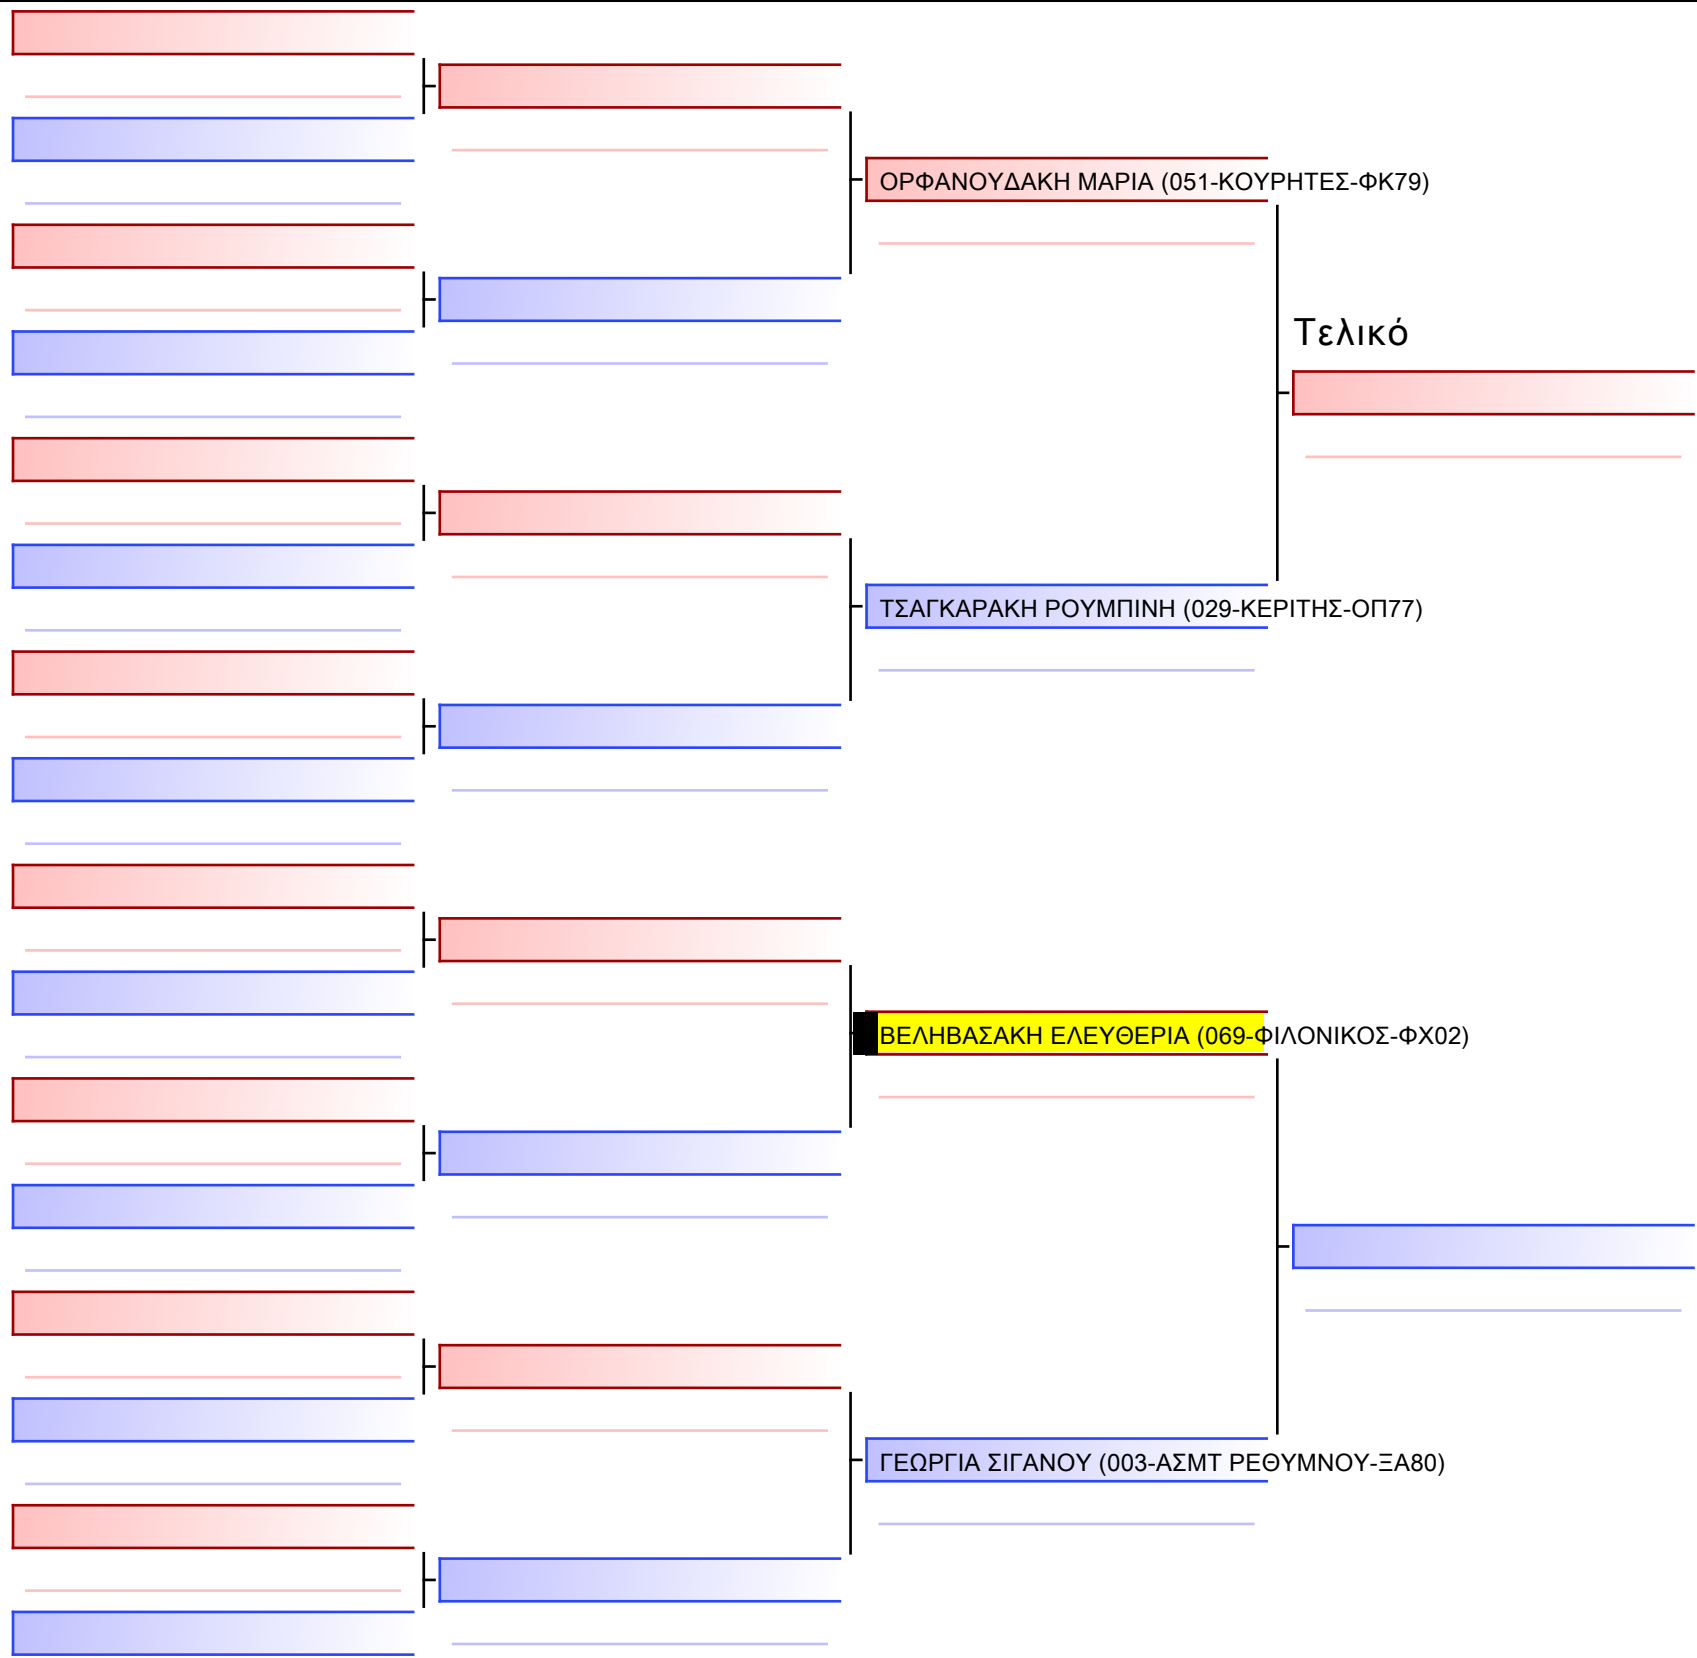 ΟΡΦΑΝΟΥΔΑΚΗ ΜΑΡΙΑ (051-ΚΟΥΡΗΤΕΣ-ΦΚ79)
Τελικό
ΤΣΑΓΚΑΡΑΚΗ ΡΟΥΜΠΙΝΗ (029-ΚΕΡΙΤΗΣ-ΟΠ77)
ΒΕΛΗΒΑΣΑΚΗ ΕΛΕΥΘΕΡΙΑ (069-ΦΙΛΟΝΙΚΟΣ-ΦΧ02)
ΓΕΩΡΓΙΑ ΣΙΓΑΝΟΥ (003-ΑΣΜΤ ΡΕΘΥΜΝΟΥ-ΞΑ80)